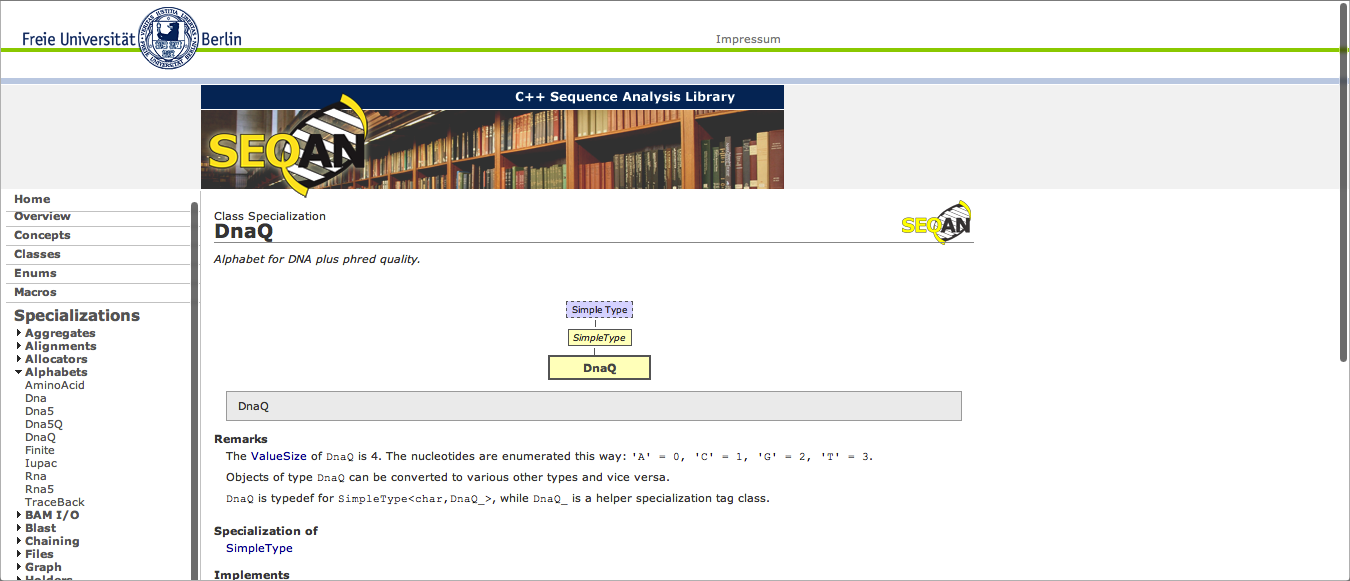 Freie Universität Berlin
Impressum
C++ Sequence Analysis Library
SEQAN
Home
Overview
Concepts
Classes
Enums
Macros
Specializations
Aggregates
Alignments
Allocators
Alphabets
AminoAcid
Dna
Dna5
Dna5Q
DnaQ
Finite
Iupac
Rna
Rna5
TraceBack
BAM I/O
Blast
Chaining
Files
Graph
Holders
Class Specialization
DnaQ
SEQAN
Alphabet for DNA plus phred quality.
Simple Type
SimpleType
DnaQ
DnaQ
Remarks
The ValueSize of DnaQ is 4. The nucleotides are enumerated this way: 'A' = 0, 'C' = 1, 'G' = 2, 'T' = 3.
Objects of type DnaQ can be converted to various other types and vice versa.
DnaQ is typedef for SimpleType<char,DnaQ_>, while DnaQ_ is a helper specialization tag class.
Specialization of
SimpleType
Implements